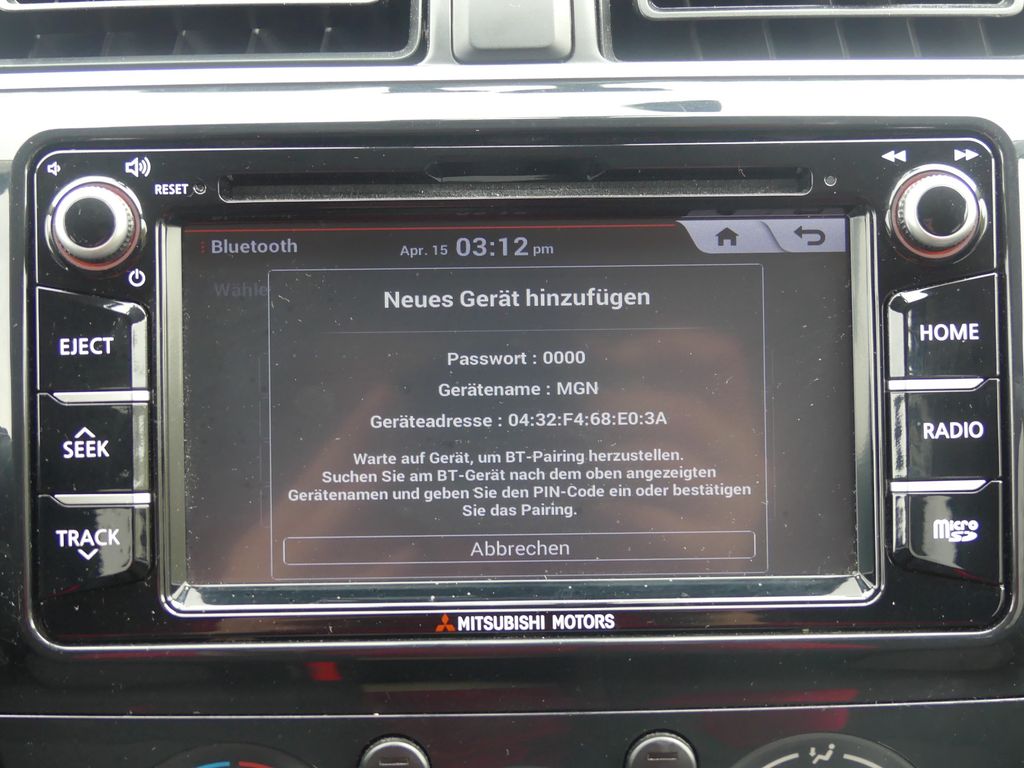 RESET
Bluetooth
Apr. 15 03:12 pm
Wähle
Neues Gerät hinzufügen
Passwort : 0000
Gerätename : MGN
Geräteadresse : 04:32:F4:68:E0:3A
Warte auf Gerät, um BT-Pairing herzustellen.
Suchen Sie am BT-Gerät nach dem oben angezeigten
Gerätenamen und geben Sie den PIN-Code ein oder bestätigen
Sie das Pairing.
Abbrechen
EJECT
SEEK
TRACK
HOME
RADIO
Micro SD
MITSUBISHI MOTORS